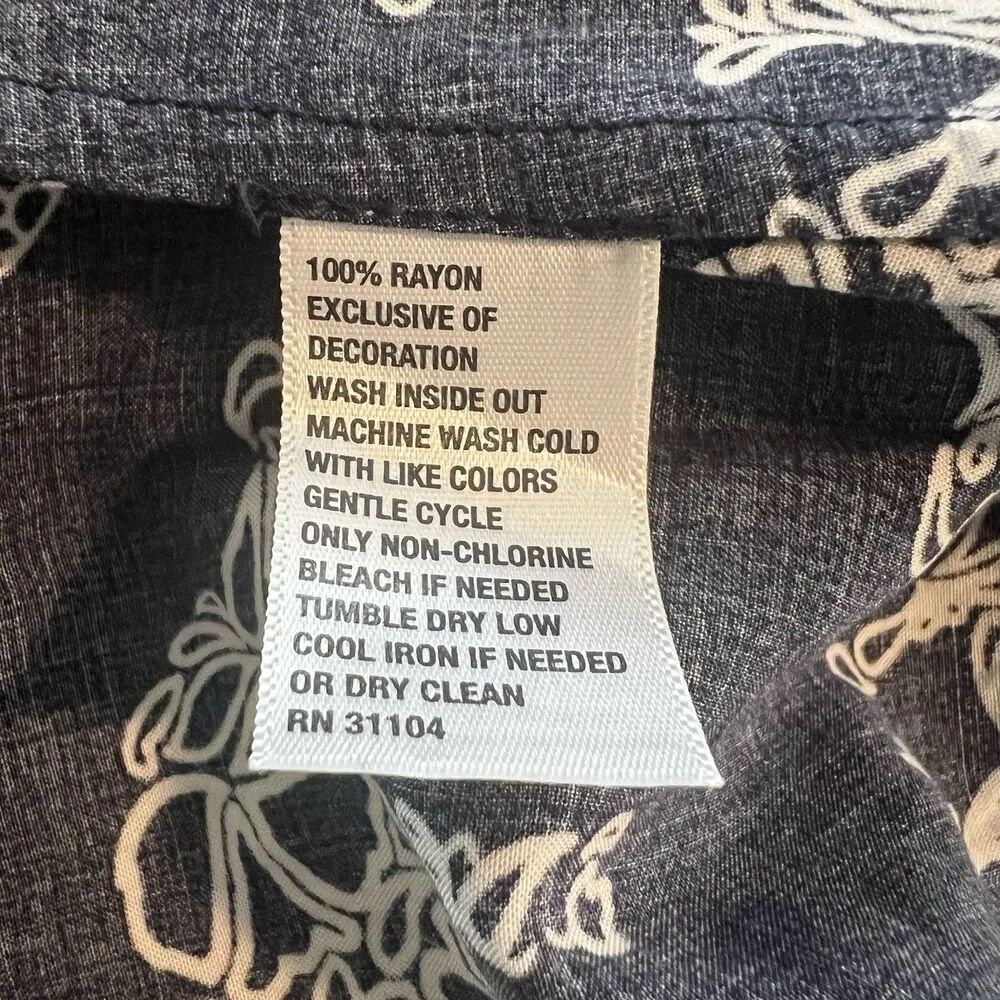 100% RAYON
EXCLUSIVE OF
DECORATION
WASH INSIDE OUT
MACHINE WASH COLD
WITH LIKE COLORS
GENTLE CYCLE
ONLY NON-CHLORINE
BLEACH IF NEEDED
TUMBLE DRY LOW
COOL IRON IF NEEDED
OR DRY CLEAN
RN 31104